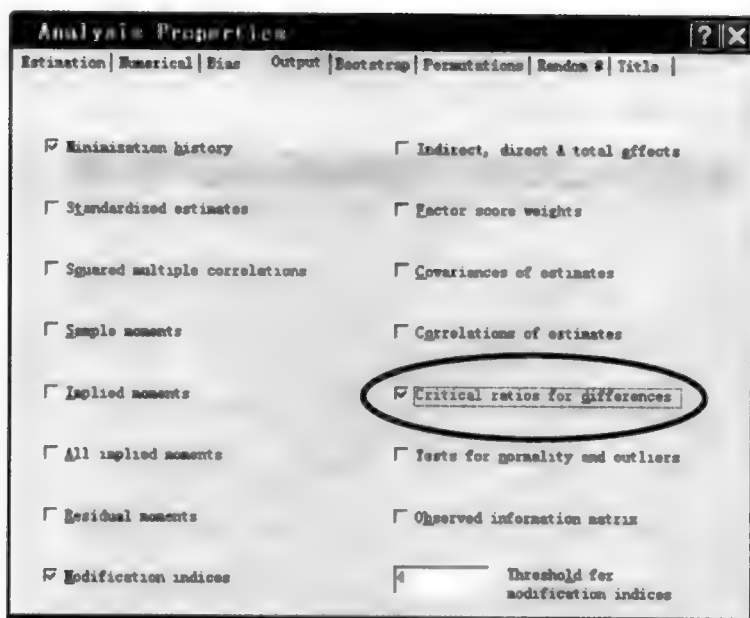 Analysis Properties
Estimation | Numerical | Bias Output | Bootstrap | Permutations | Random # | Title |
Minimization history
Indirect, direct & total effects
Standardized estimates
Factor score weights
Squared multiple correlations
Covariances of estimates
Sample moments
Correlations of estimates
Implied moments
Critical ratios for differences
All implied moments
Tests for normality and outliers
Residual moments
Observed information matrix
Modification indices
4
Threshold for
modification indices